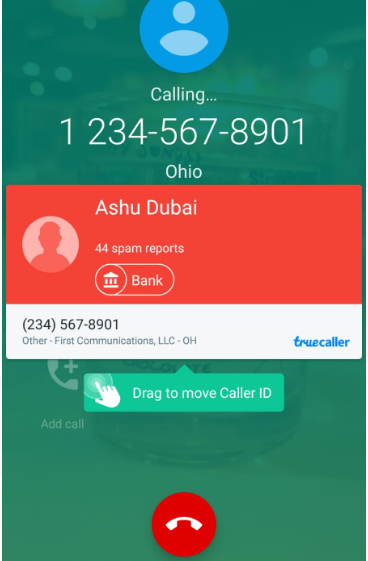 Calling...
1 234-567-8901
Ohio
Ashu Dubai
44 spam reports
Bank
(234) 567-8901
Other - First Communications, LLC - OH
truecaller
CHOCOLATE
Drag to move Caller ID
Add call